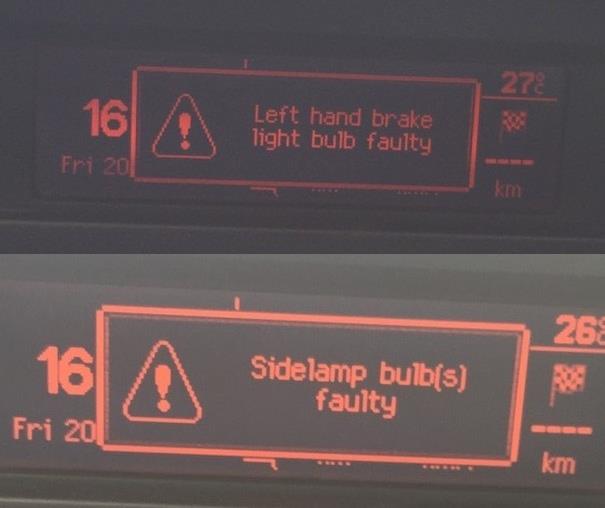 27°C
16
Left hand brake
light bulb faulty
Fri 20
----
km
26
16
Sidelamp bulb(s)
faulty
Fri 20
----
km